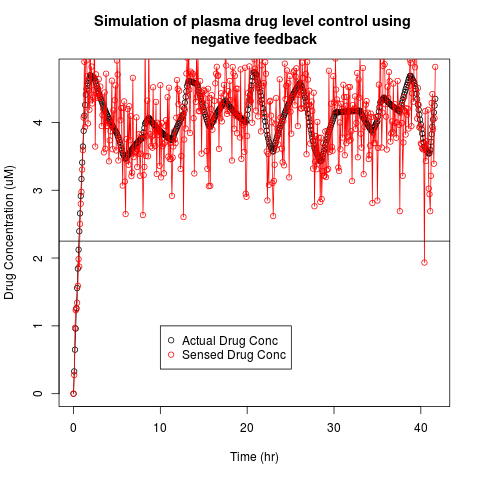 Simulation of plasma drug level control using
negative feedback
Drug Concentration (uM)
4
3
2
1
0
Actual Drug Conc
Sensed Drug Conc
0 10 20 30 40
Time (hr)